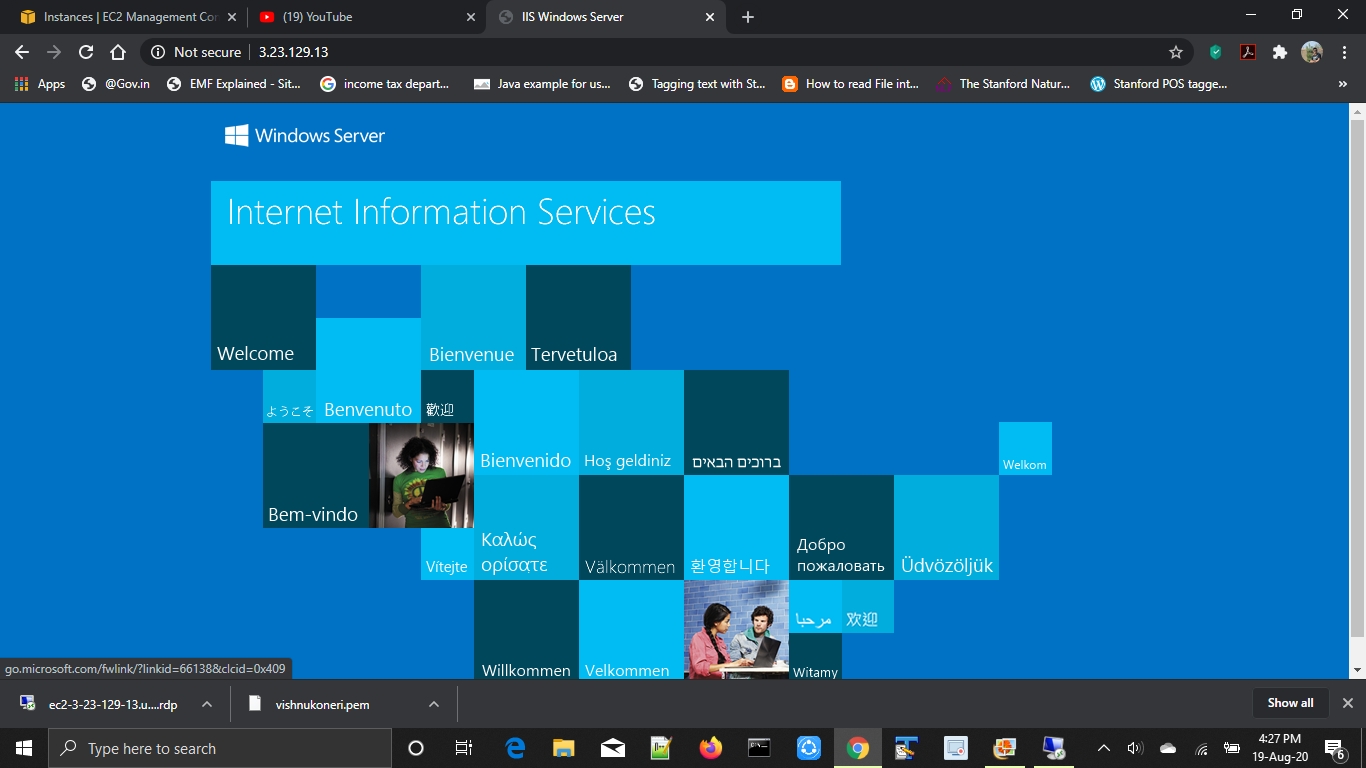 Instances | EC2 Management Con
(19) YouTube
IIS Windows Server
Not secure
3.23.129.13
Apps
@Gov.in
EMF Explained - Sit...
income tax depart...
Java example for us...
Tagging text with St...
How to read File int...
The Stanford Natur...
Stanford POS tagge...
»
Windows Server
Internet Information Services
Welcome
Bienvenue
Tervetuloa
ようこそ
Benvenuto
歡迎
Bienvenido
Hoş geldiniz
ברוכים הבאים
Welkom
Bem-vindo
Vítejte
Καλώς
ορίσατε
Välkommen
환영합니다
Добро
пожаловать
Üdvözöljük
Willkommen
Velkommen
مرحبا
欢迎
Witamy
go.microsoft.com/fwlink/?linkid=66138&clcid=0x409
ec2-3-23-129-13.u....rdp
vishnukoneri.pem
Show all
Type here to search
4:27 PM
19-Aug-20
6